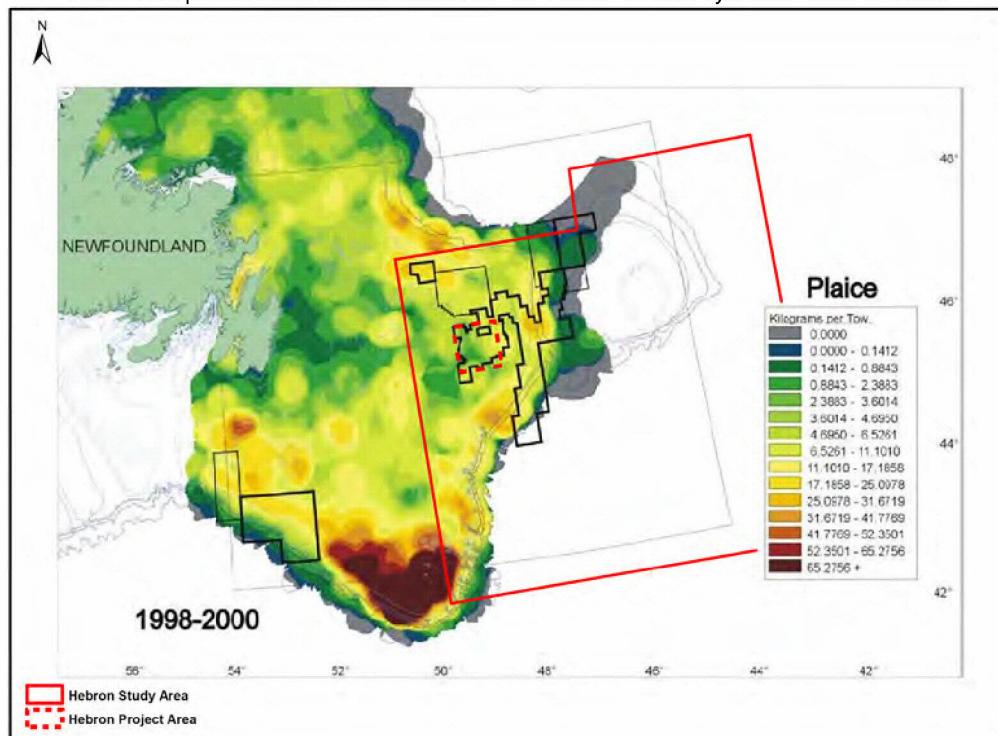 N
NEWFOUNDLAND
48°
46°
44°
42°
Plaice
Kilograms per Tow
0.0000
0.0000 - 0.1412
0.1412 - 0.8843
0.8843 - 2.3883
2.3883 - 3.6014
3.6014 - 4.6950
4.6950 - 6.5261
6.5261 - 11.1010
11.1010 - 17.1858
17.1858 - 25.0978
25.0978 - 31.6719
31.6719 - 41.7769
41.7769 - 52.3501
52.3501 - 65.2756
65.2756 +
1998-2000
56° 54° 52° 50° 48° 46° 44° 42°
Hebron Study Area
Hebron Project Area